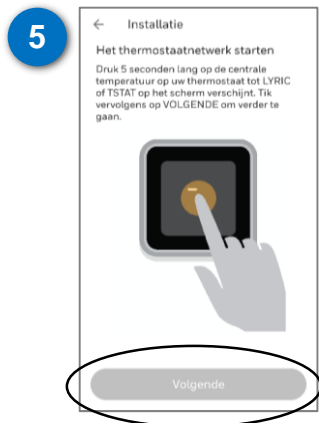 5
← Installatie
Het thermostaatnetwerk starten
Druk 5 seconden lang op de centrale
temperatuur op uw thermostaat tot LYRIC
of TSTAT op het scherm verschijnt. Tik
vervolgens op VOLGENDE om verder te
gaan.
Volgende